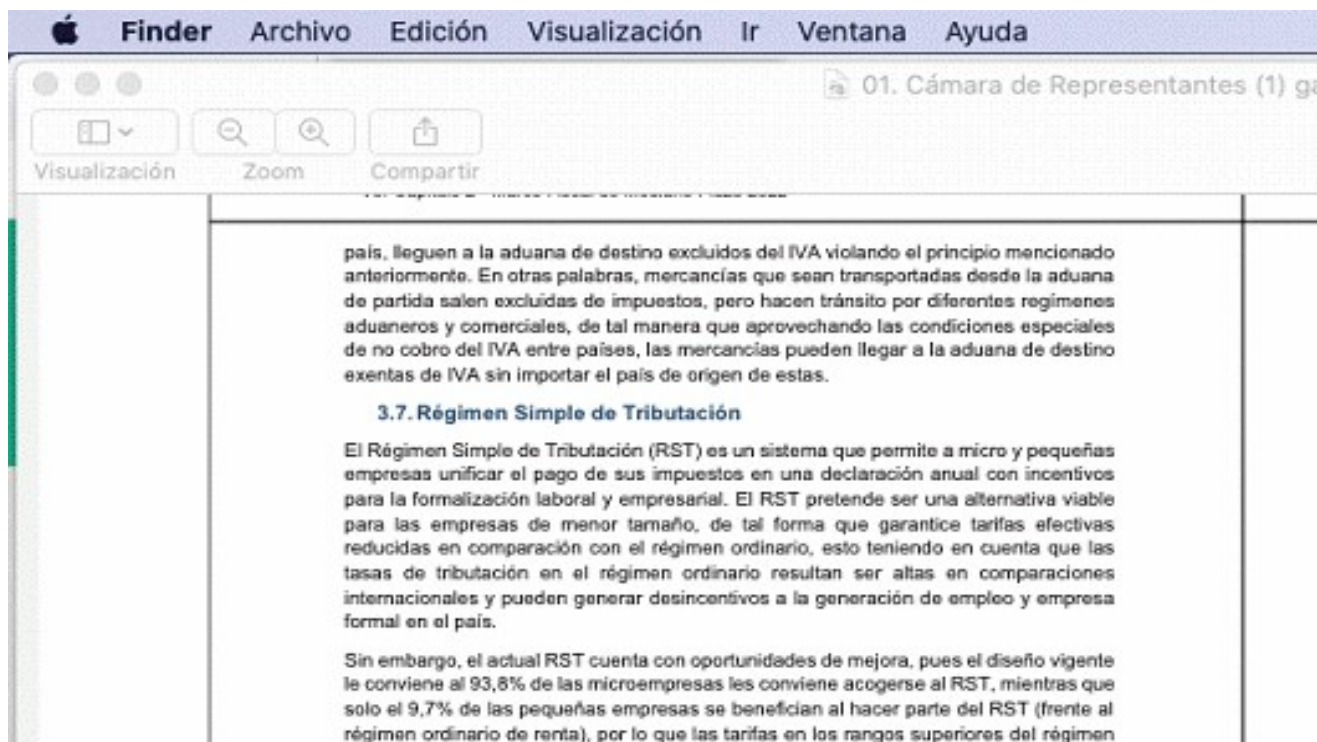 Finder Archivo Edición Visualización Ir Ventana Ayuda
01. Cámara de Representantes (1) ga
Visualización Zoom Compartir
país, lleguen a la aduana de destino excluidos del IVA violando el principio mencionado
anteriormente. En otras palabras, mercancías que sean transportadas desde la aduana
de partida salen excluidas de impuestos, pero hacen tránsito por diferentes regímenes
aduaneros y comerciales, de tal manera que aprovechando las condiciones especiales
de no cobro del IVA entre países, las mercancías pueden llegar a la aduana de destino
exentas de IVA sin importar el país de origen de estas.
3.7. Régimen Simple de Tributación
El Régimen Simple de Tributación (RST) es un sistema que permite a micro y pequeñas
empresas unificar el pago de sus impuestos en una declaración anual con incentivos
para la formalización laboral y empresarial. El RST pretende ser una alternativa viable
para las empresas de menor tamaño, de tal forma que garantice tarifas efectivas
reducidas en comparación con el régimen ordinario, esto teniendo en cuenta que las
tasas de tributación en el régimen ordinario resultan ser altas en comparaciones
internacionales y pueden generar desincentivos a la generación de empleo y empresa
formal en el país.
Sin embargo, el actual RST cuenta con oportunidades de mejora, pues el diseño vigente
le conviene al 93,8% de las microempresas les conviene acogerse al RST, mientras que
solo el 9,7% de las pequeñas empresas se benefician al hacer parte del RST (frente al
régimen ordinario de renta), por lo que las tarifas en los rangos superiores del régimen